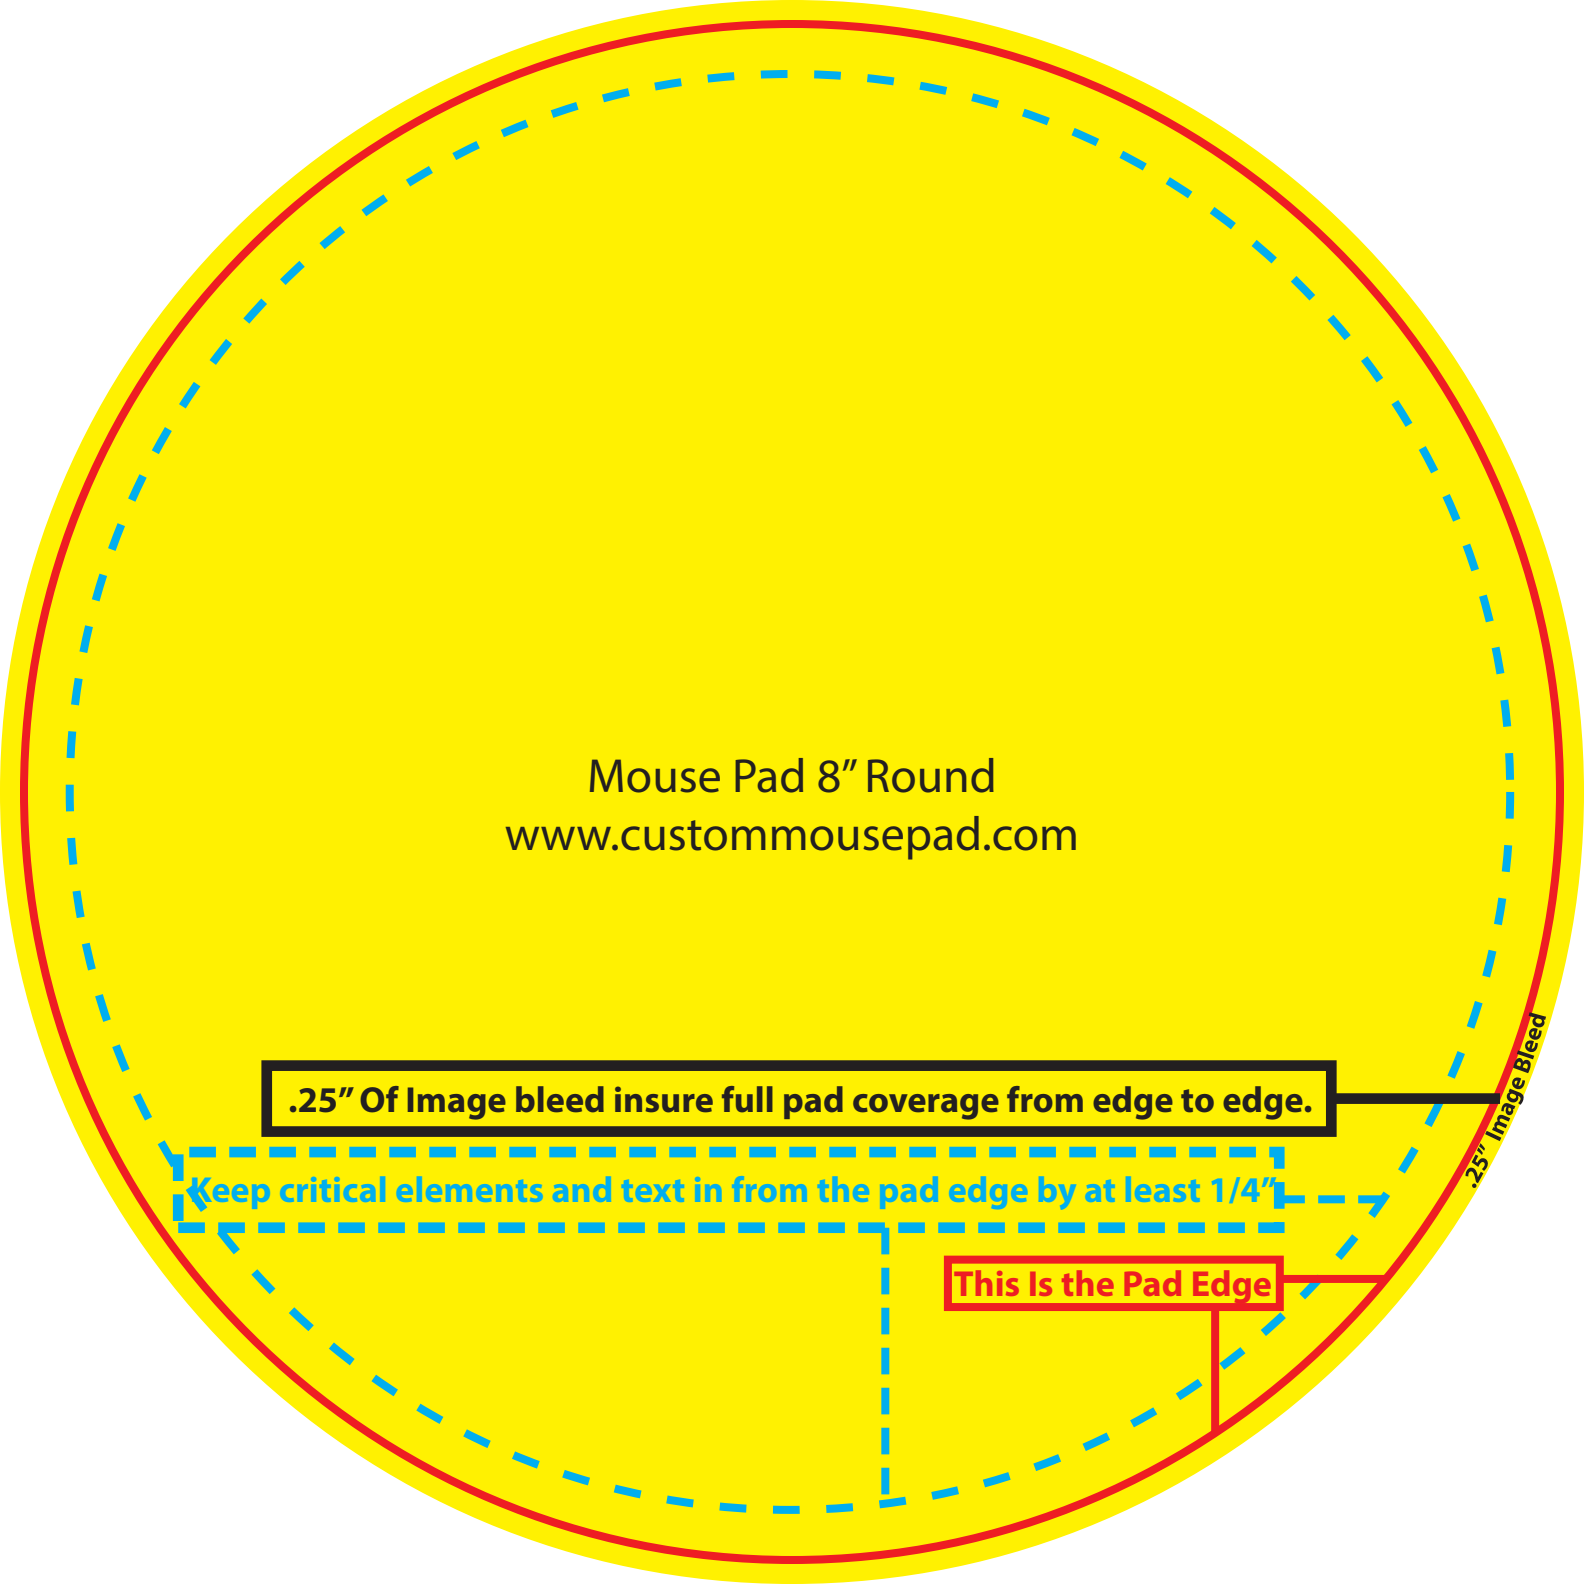 Mouse Pad 8” Round
www.custommousepad.com
.25” Of Image bleed insure full pad coverage from edge to edge.
.25” Image Bleed
Keep critical elements and text in from the pad edge by at least 1/4”
This Is the Pad Edge